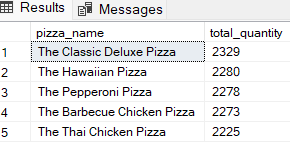 Results Messages
pizza_name total_quantity
1 The Classic Deluxe Pizza 2329
2 The Hawaiian Pizza 2280
3 The Pepperoni Pizza 2278
4 The Barbecue Chicken Pizza 2273
5 The Thai Chicken Pizza 2225